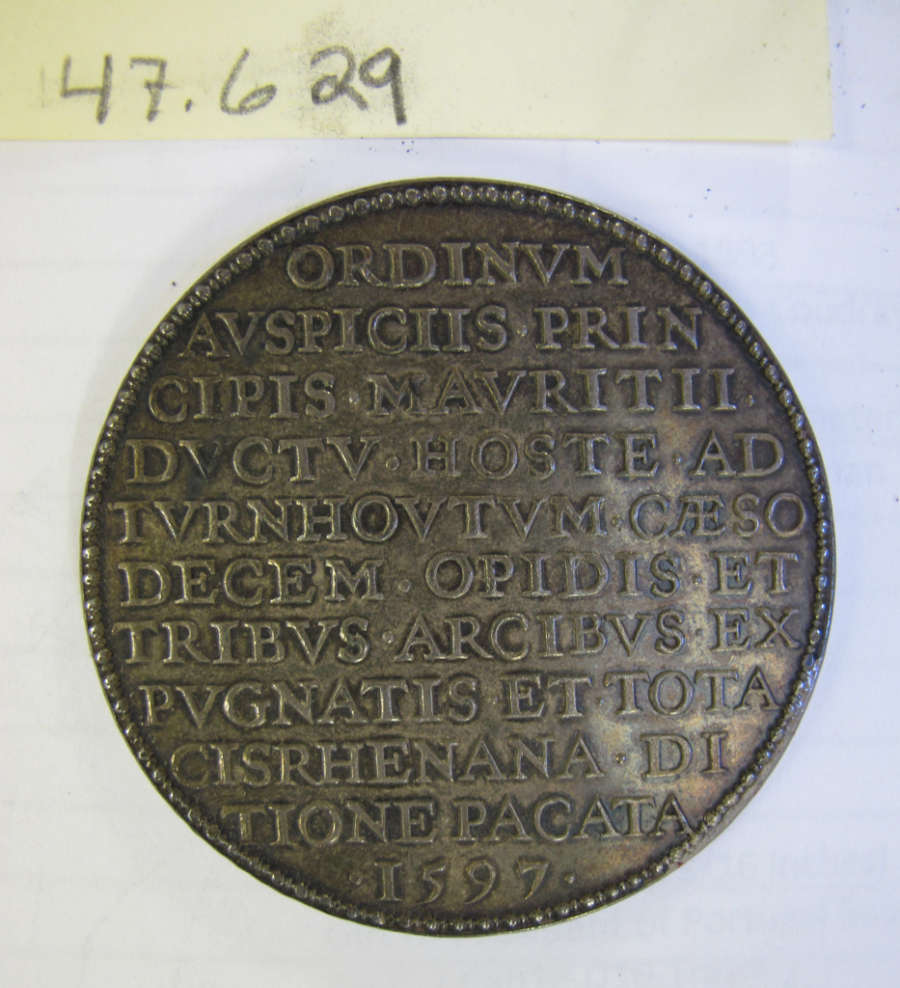 47.629
ORDINVM
AVSPICIIS·PRIN
CIPIS·MAVRITII·
DVCTV·HOSTE·AD
TVRNHOVTVM·CÆSO
DECEM·OPIDIS·ET
TRIBVS·ARCIBVS·EX
PVGNATIS ET·TOTA
CISRHENANA·DI
TIONE PACATA
·1597·